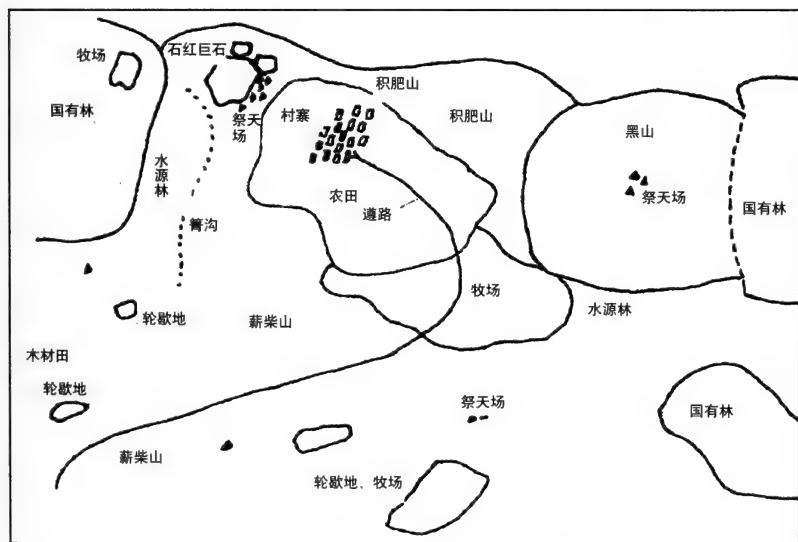 牧场
石红巨石
国有林
积肥山
村寨
祭天
场
积肥山
黑山
水源林
农田
遵路
祭天场
国有林
箐沟
牧场
水源林
轮歇地
薪柴山
木材田
轮歇地
祭天场
国有林
薪柴山
轮歇地、牧场